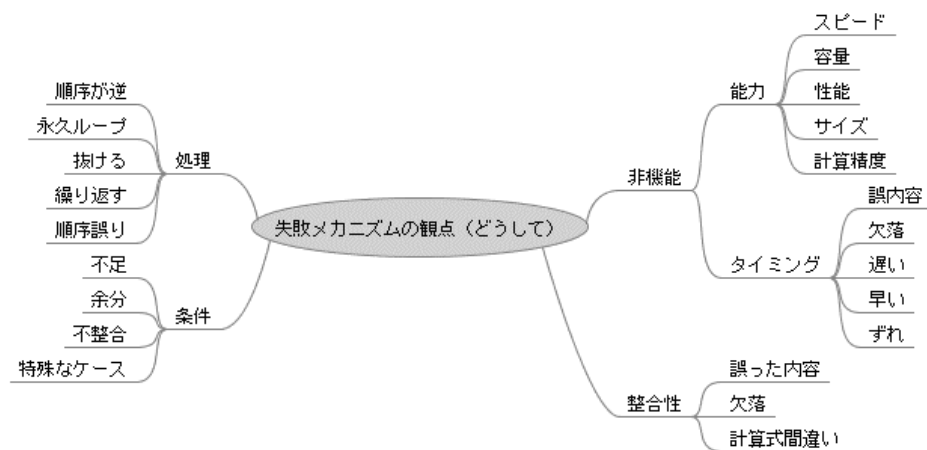 失敗メカニズムの観点（どうして）
処理
順序が逆
永久ループ
抜ける
繰り返す
順序誤り
条件
不足
余分
不整合
特殊なケース
非機能
能力
スピード
容量
性能
サイズ
計算精度
タイミング
誤内容
欠落
遅い
早い
ずれ
整合性
誤った内容
欠落
計算式間違い